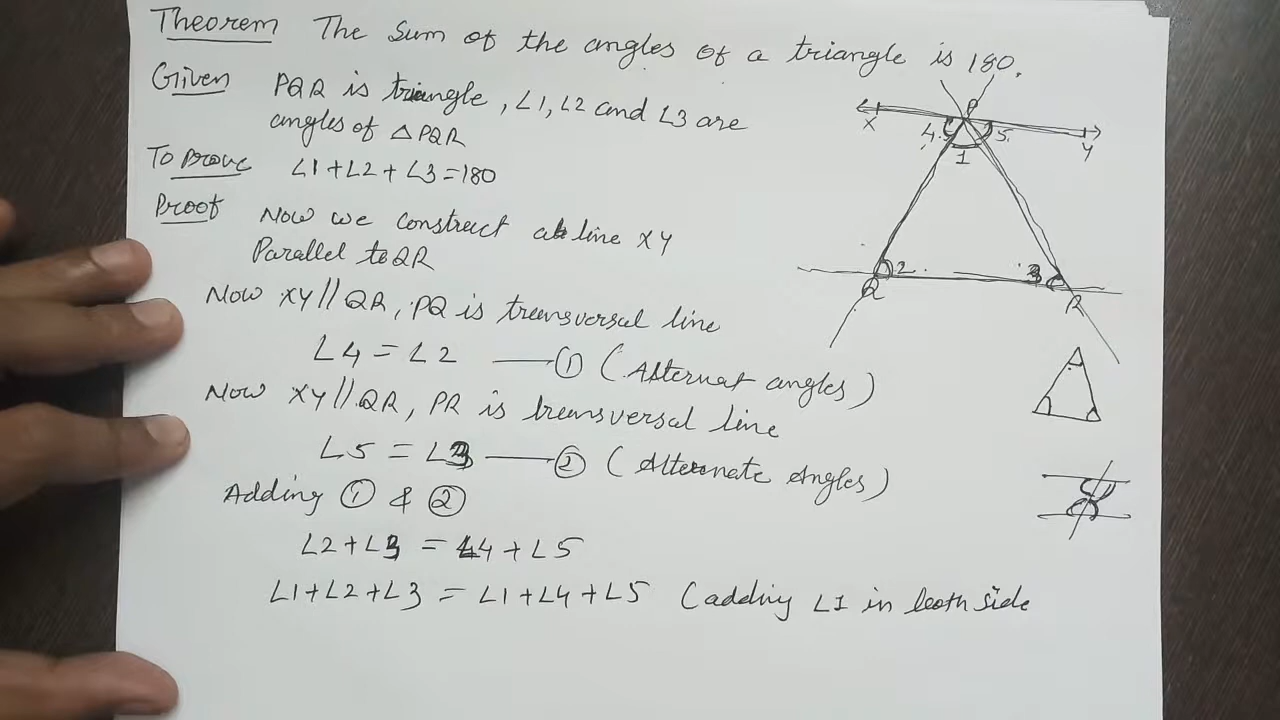 Theorem The Sum of the angles of a triangle is 180.
Given PQR is triangle, ∠1, ∠2 and ∠3 are
angles of △PQR
To prove ∠1+∠2+∠3=180
Proof Now we construct a line XY
Parallel to QR
Now XY//QR, PQ is transversal line
∠4 = ∠2 —— ① (Alternat angles)
Now XY//QR, PR is transversal line
∠5 = ∠3 —— ② (Alternate Angles)
Adding ① & ②
∠2+∠3 = ∠4+∠5
∠1+∠2+∠3 = ∠1+∠4+∠5 (adding ∠1 in both side
P
X
4
5
Y
1
2
3
Q
R